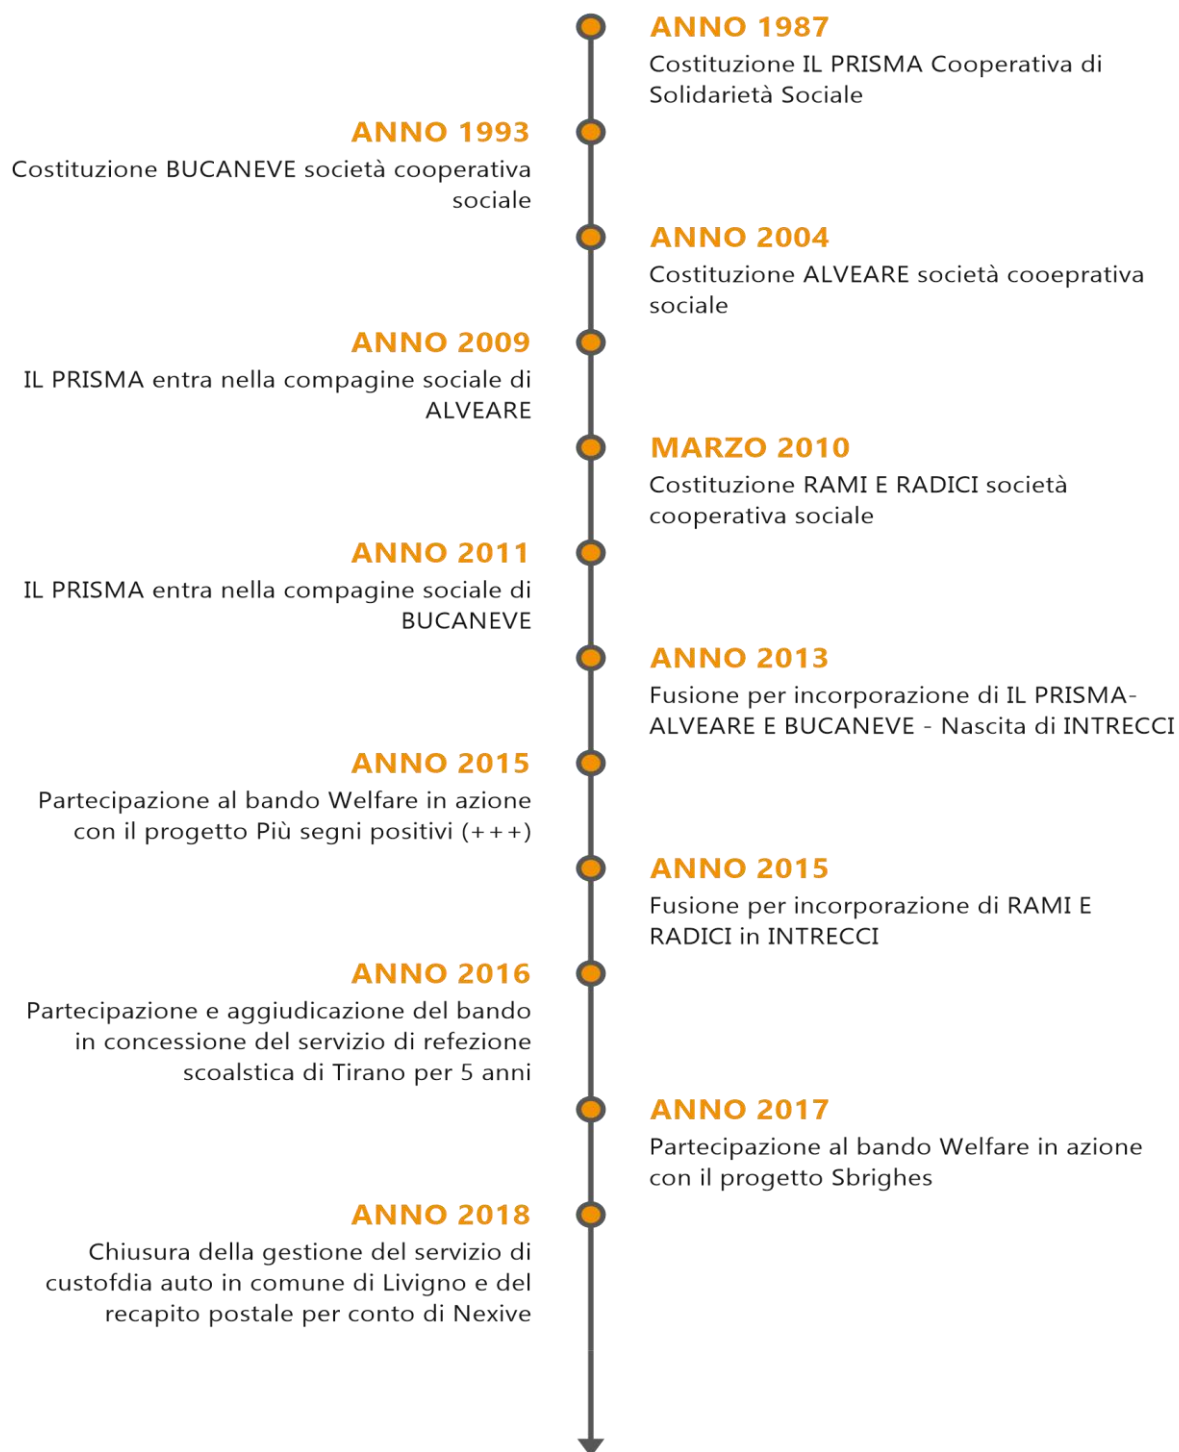 ANNO 1987
Costituzione IL PRISMA Cooperativa di
Solidarietà Sociale
ANNO 1993
Costituzione BUCANEVE società cooperativa
sociale
ANNO 2004
Costituzione ALVEARE società cooeprativa
sociale
ANNO 2009
IL PRISMA entra nella compagine sociale di
ALVEARE
MARZO 2010
Costituzione RAMI E RADICI società
cooperativa sociale
ANNO 2011
IL PRISMA entra nella compagine sociale di
BUCANEVE
ANNO 2013
Fusione per incorporazione di IL PRISMA-
ALVEARE E BUCANEVE - Nascita di INTRECCI
ANNO 2015
Partecipazione al bando Welfare in azione
con il progetto Più segni positivi (+++)
ANNO 2015
Fusione per incorporazione di RAMI E
RADICI in INTRECCI
ANNO 2016
Partecipazione e aggiudicazione del bando
in concessione del servizio di refezione
scoalstica di Tirano per 5 anni
ANNO 2017
Partecipazione al bando Welfare in azione
con il progetto Sbrighes
ANNO 2018
Chiusura della gestione del servizio di
custofdia auto in comune di Livigno e del
recapito postale per conto di Nexive